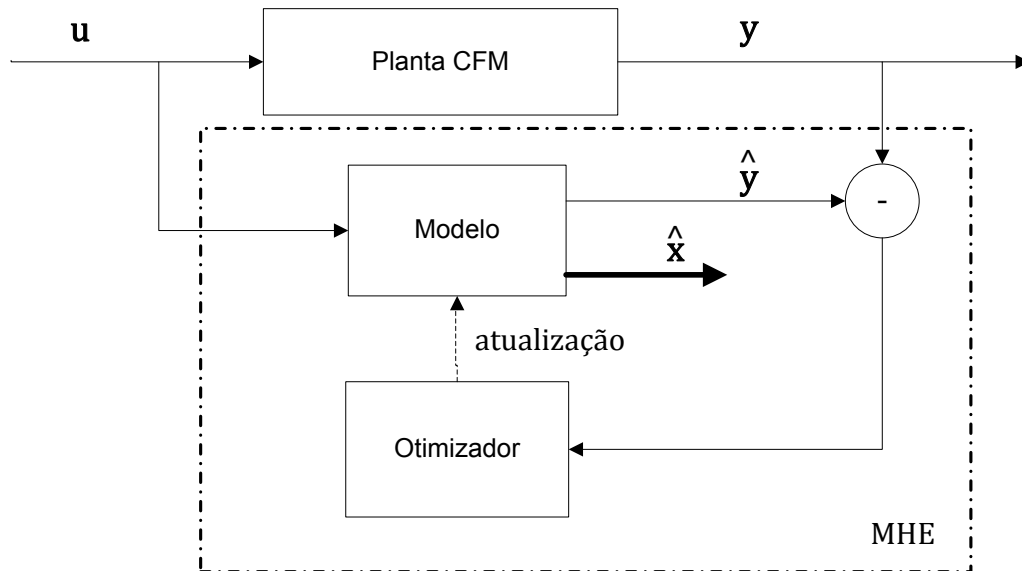 u
y
Planta CFM
ŷ
-
Modelo
x̂
atualização
Otimizador
MHE